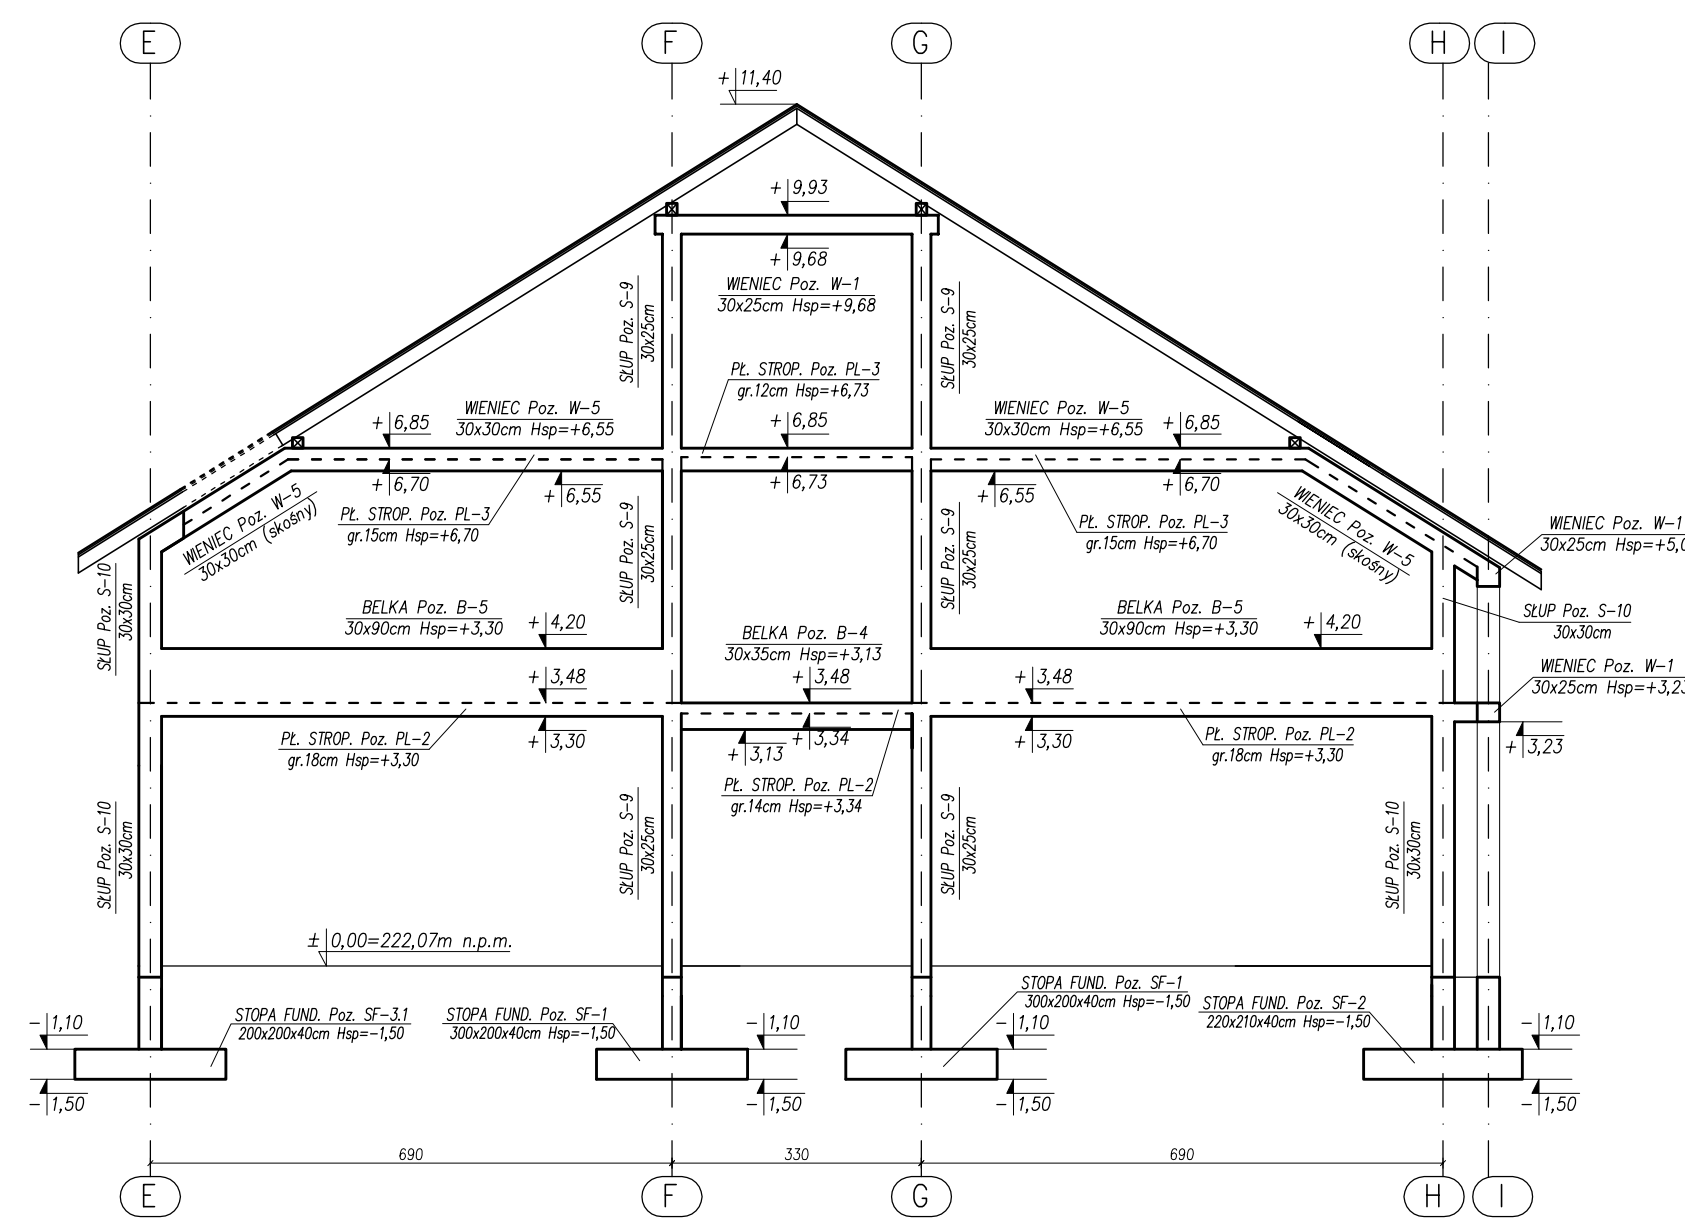 E
F
G
H
I
+ 11,40
+ 9,93
+ 9,68
WIENIEC Poz. W-1
30x25cm Hsp=+9,68
SŁUP Poz. S-9
30x25cm
SŁUP Poz. S-9
30x25cm
PŁ. STROP. Poz. PL-3
gr.12cm Hsp=+6,73
+ 6,85
WIENIEC Poz. W-5
30x30cm Hsp=+6,55
+ 6,85
WIENIEC Poz. W-5
30x30cm Hsp=+6,55
+ 6,85
+ 6,70
+ 6,55
+ 6,73
+ 6,55
+ 6,70
WIENIEC Poz. W-5
30x30cm (skośny)
PŁ. STROP. Poz. PL-3
gr.15cm Hsp=+6,70
SŁUP Poz. S-9
30x25cm
SŁUP Poz. S-9
30x25cm
PŁ. STROP. Poz. PL-3
gr.15cm Hsp=+6,70
WIENIEC Poz. W-5
30x30cm (skośny)
WIENIEC Poz. W-1
30x25cm Hsp=+5,0
SŁUP Poz. S-10
30x30cm
BELKA Poz. B-5
30x90cm Hsp=+3,30
+ 4,20
BELKA Poz. B-4
30x35cm Hsp=+3,13
BELKA Poz. B-5
30x90cm Hsp=+3,30
+ 4,20
SŁUP Poz. S-10
30x30cm
WIENIEC Poz. W-1
30x25cm Hsp=+3,23
+ 3,48
+ 3,48
+ 3,48
PŁ. STROP. Poz. PL-2
gr.18cm Hsp=+3,30
+ 3,30
+ 3,13
+ 3,34
+ 3,30
PŁ. STROP. Poz. PL-2
gr.18cm Hsp=+3,30
+ 3,23
PŁ. STROP. Poz. PL-2
gr.14cm Hsp=+3,34
SŁUP Poz. S-10
30x30cm
SŁUP Poz. S-9
30x25cm
SŁUP Poz. S-9
30x25cm
SŁUP Poz. S-10
30x30cm
± 0,00=222,07m n.p.m.
STOPA FUND. Poz. SF-3.1
200x200x40cm Hsp=-1,50
STOPA FUND. Poz. SF-1
300x200x40cm Hsp=-1,50
STOPA FUND. Poz. SF-1
300x200x40cm Hsp=-1,50
STOPA FUND. Poz. SF-2
220x210x40cm Hsp=-1,50
- 1,10
- 1,10
- 1,10
- 1,10
- 1,50
- 1,50
- 1,50
- 1,50
690
330
690
E
F
G
H
I